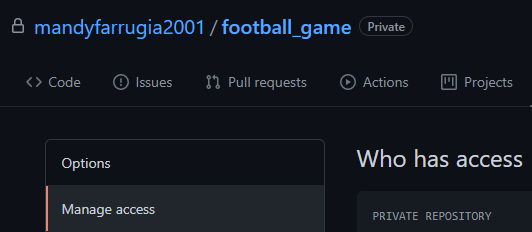 mandyfarrugia2001 / football_game Private
Code Issues Pull requests Actions Projects
Options
Who has access
Manage access
PRIVATE REPOSITORY